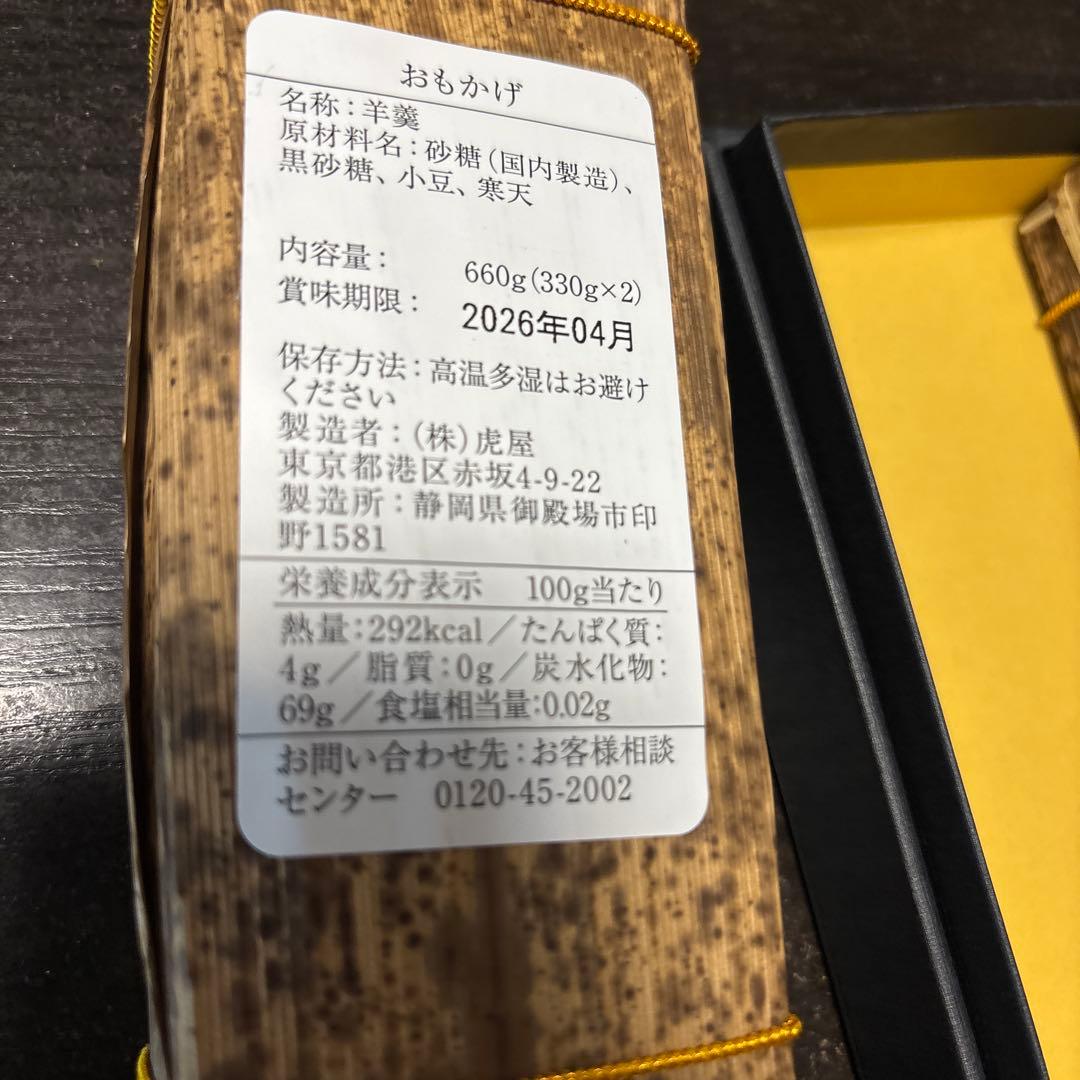 おもかげ
名称：羊羹
原材料名：砂糖（国内製造）、
黒砂糖、小豆、寒天
内容量： 660g（330g×2）
賞味期限： 2026年04月
保存方法：高温多湿はお避け
ください
製造者：（株）虎屋
東京都港区赤坂4-9-22
製造所：静岡県御殿場市印
野1581
栄養成分表示 100g当たり
熱量：292kcal／たんぱく質：
4g／脂質：0g／炭水化物：
69g／食塩相当量：0.02g
お問い合わせ先：お客様相談
センター 0120-45-2002